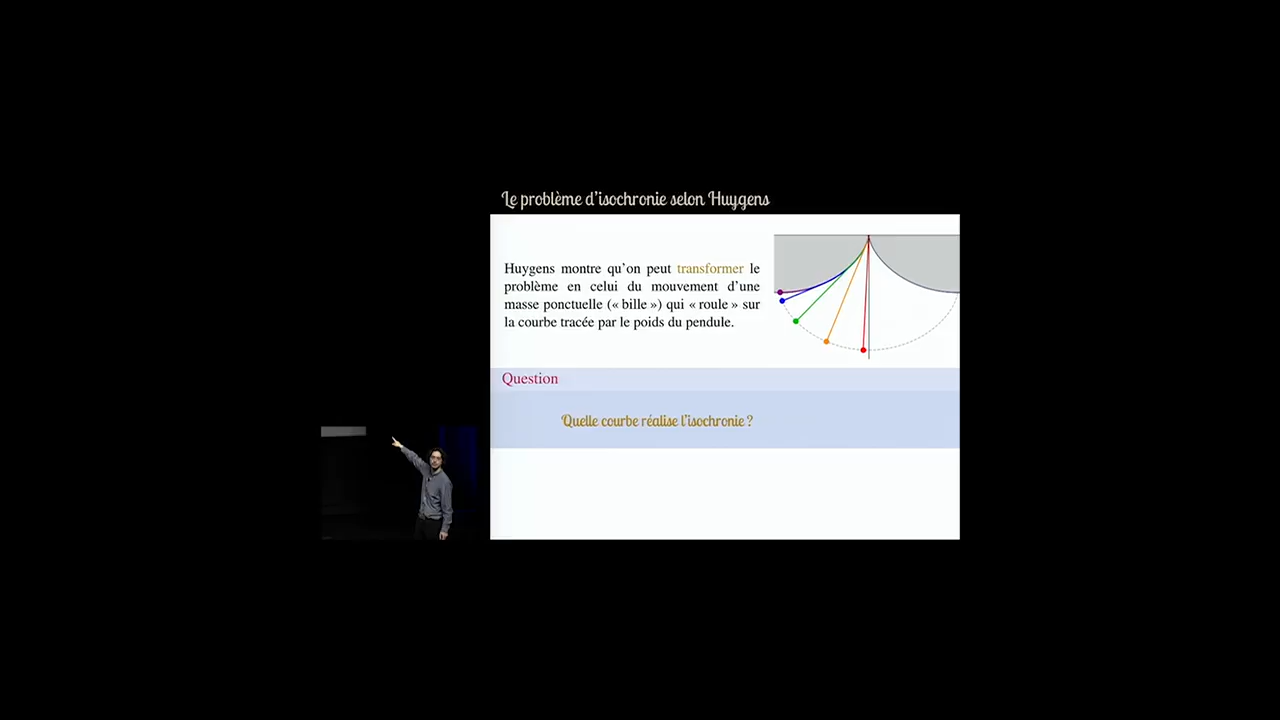 Le problème d'isochronie selon Huygens
Huygens montre qu'on peut transformer le
problème en celui du mouvement d'une
masse ponctuelle (« bille ») qui « roule » sur
la courbe tracée par le poids du pendule.
Question
Quelle courbe réalise l'isochronie ?